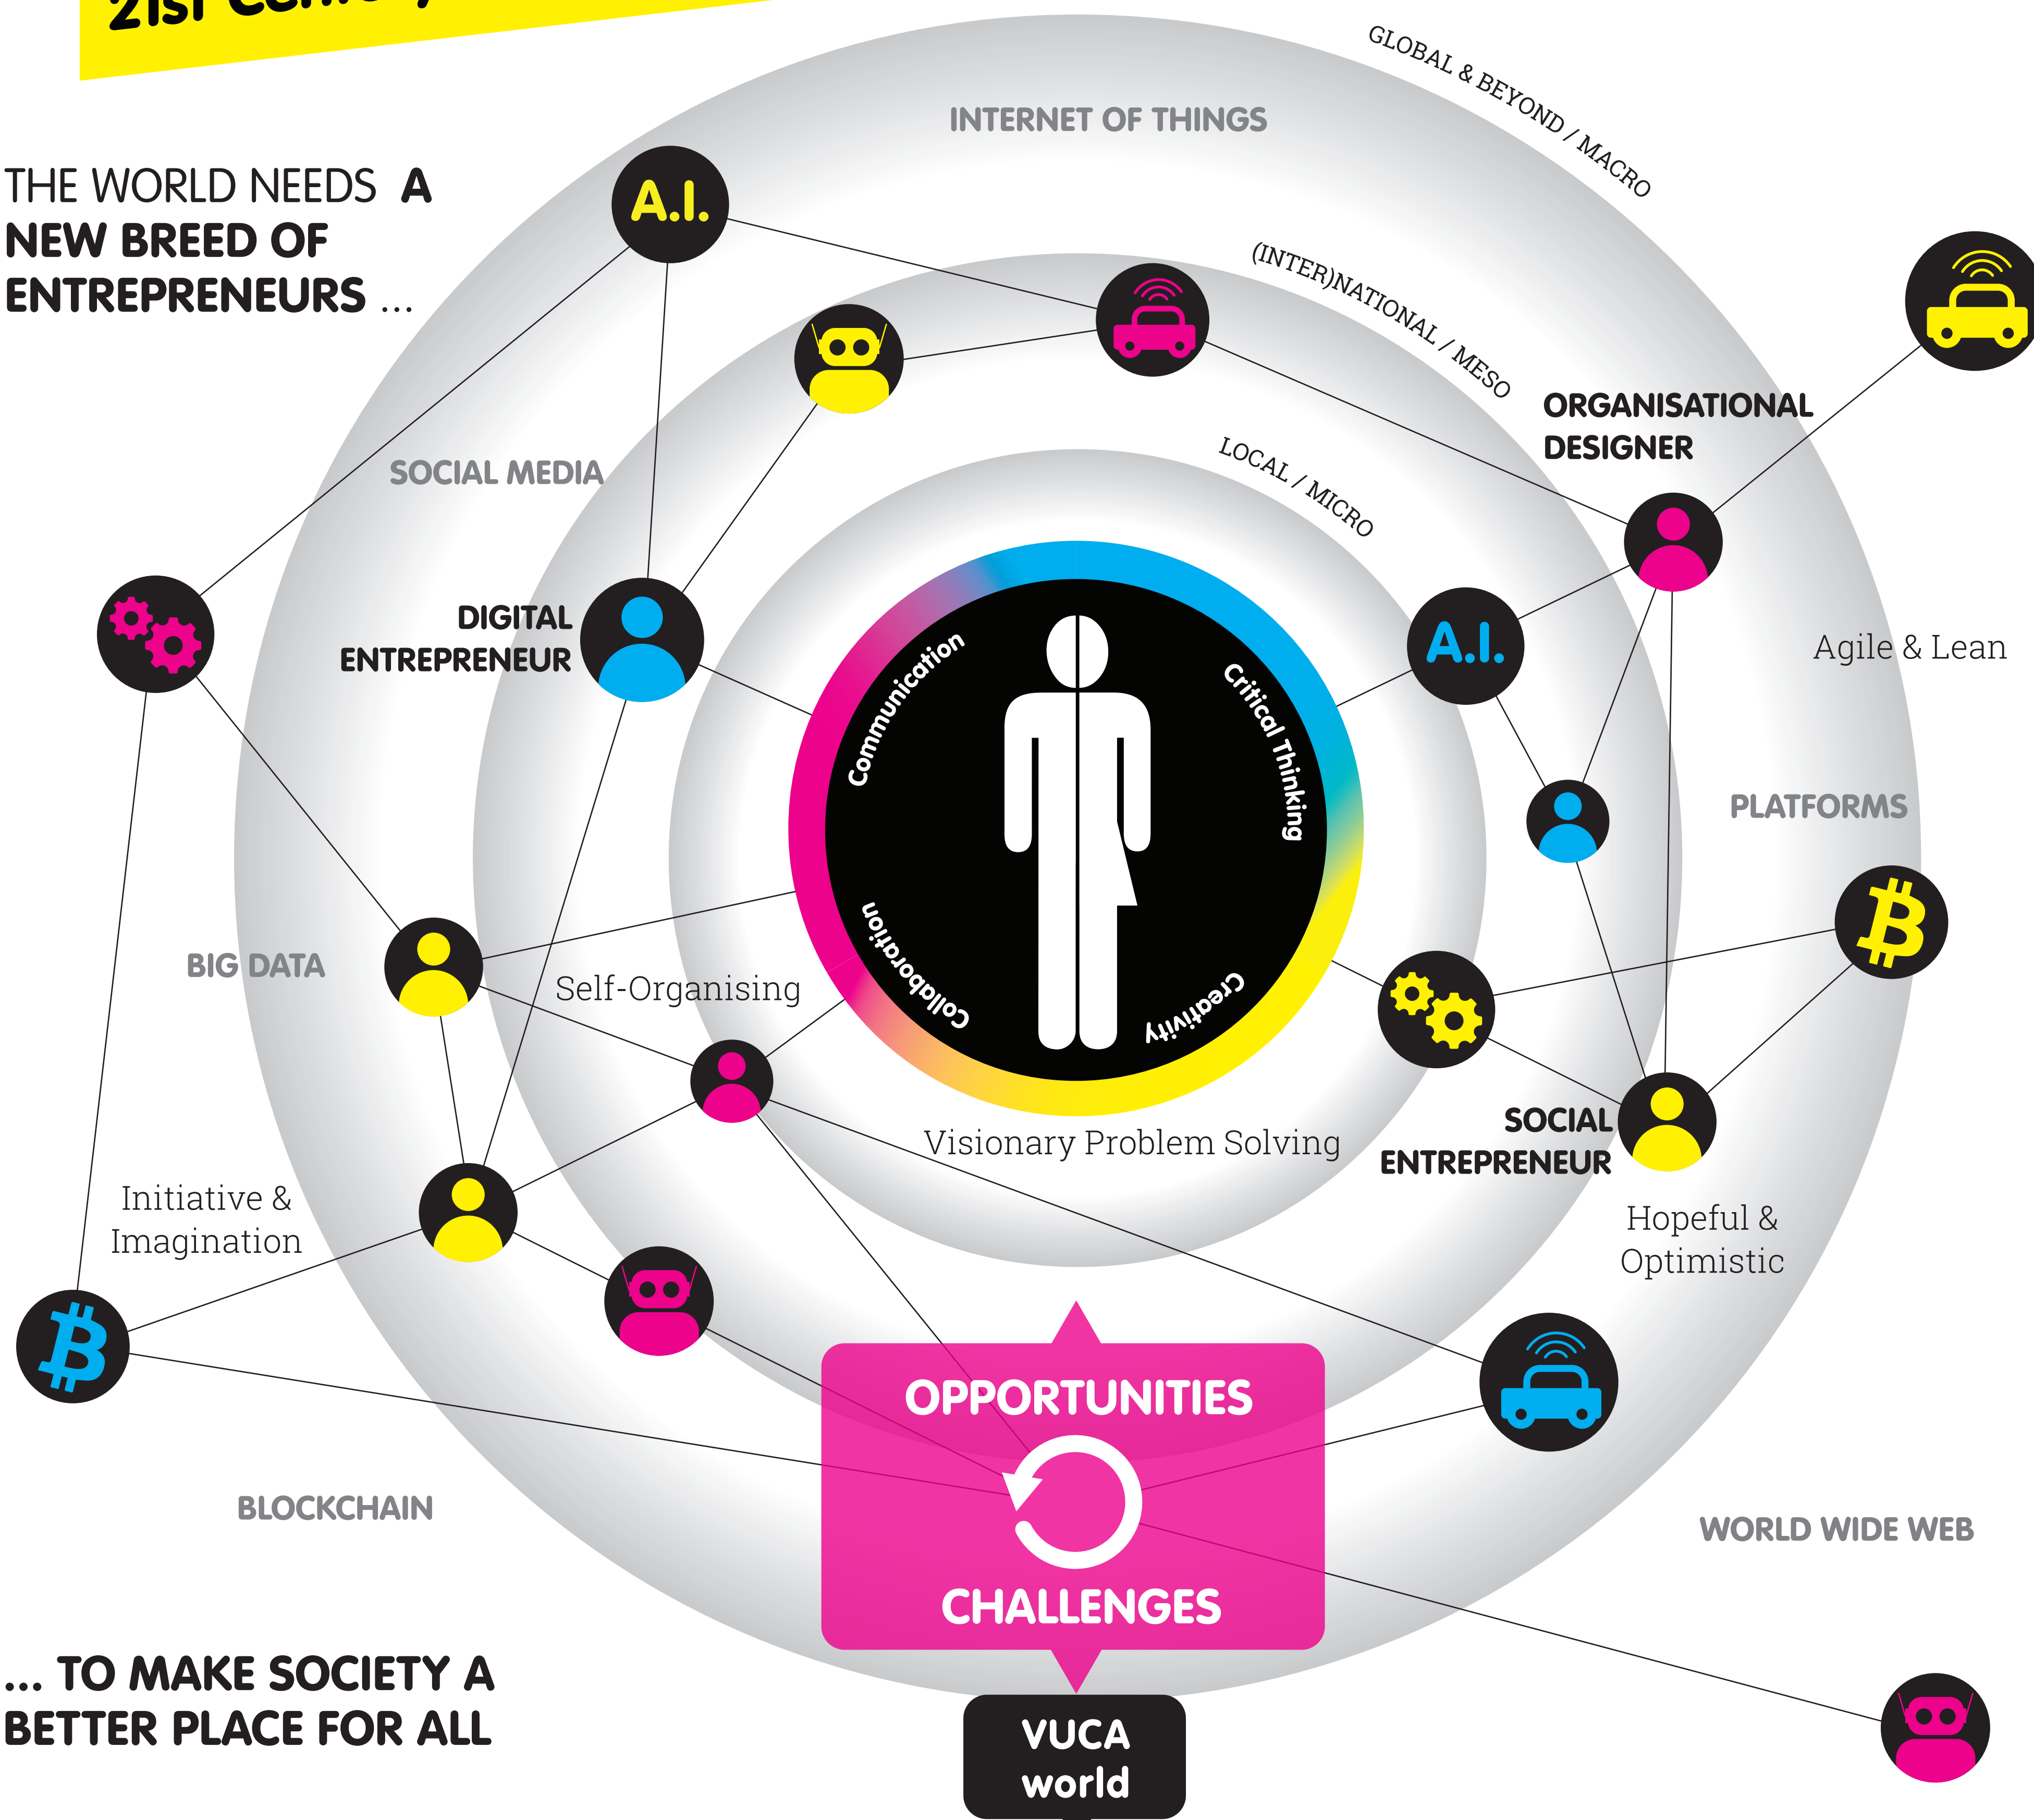 21st Century
GLOBAL & BEYOND / MACRO
INTERNET OF THINGS
THE WORLD NEEDS A
NEW BREED OF
ENTREPRENEURS ...
A.I.
(INTER)NATIONAL / MESO
ORGANISATIONAL
DESIGNER
LOCAL / MICRO
SOCIAL MEDIA
DIGITAL
ENTREPRENEUR
A.I.
Agile & Lean
Communication
Critical Thinking
PLATFORMS
Collaboration
Creativity
BIG DATA
Self-Organising
Visionary Problem Solving
SOCIAL
ENTREPRENEUR
Initiative &
Imagination
Hopeful &
Optimistic
OPPORTUNITIES
CHALLENGES
BLOCKCHAIN
WORLD WIDE WEB
... TO MAKE SOCIETY A
BETTER PLACE FOR ALL
VUCA
world